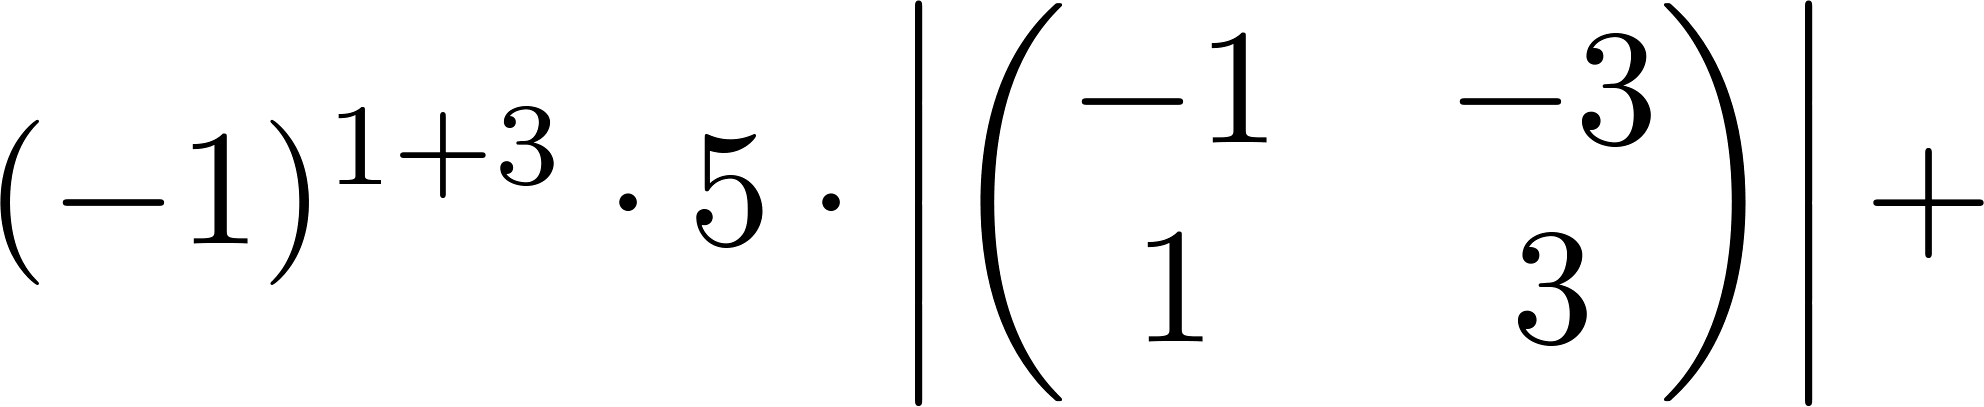 (−1)^{1+3} · 5 · |(−1 −3
1 3)| +